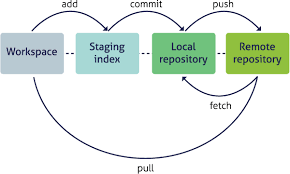 add
commit
push
Workspace
Staging
index
Local
repository
Remote
repository
fetch
pull